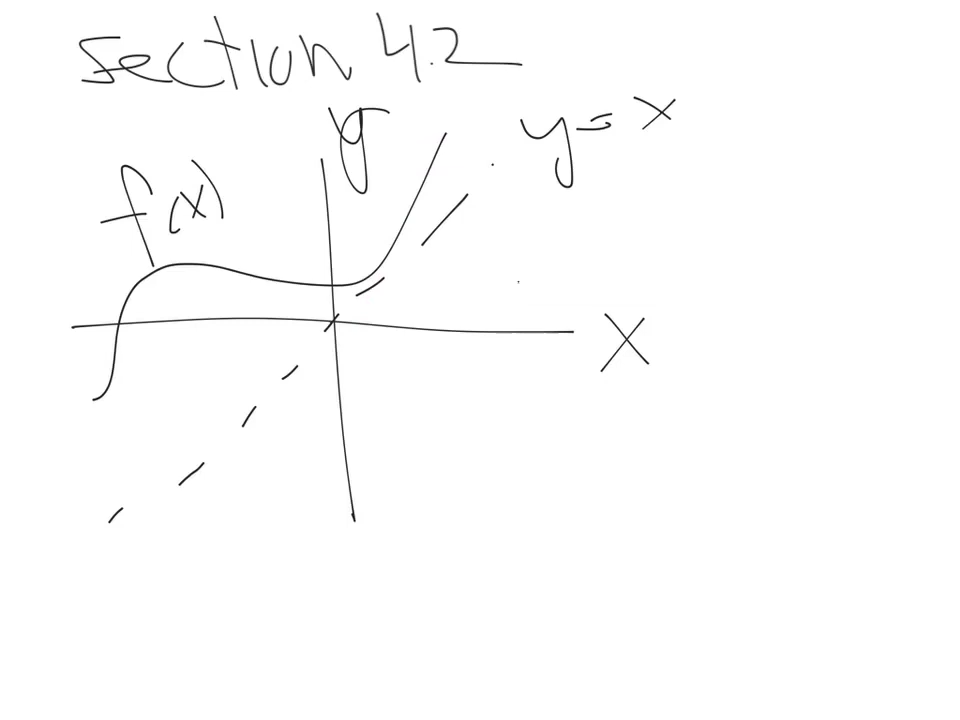 section 4.2
y
y = x
f(x)
x